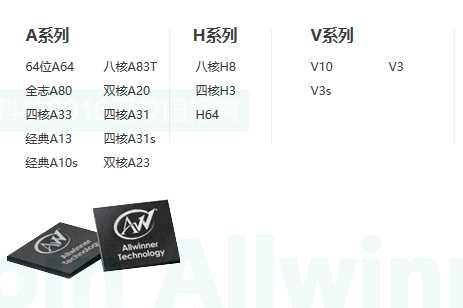 A系列 H系列 V系列
64位A64 八核A83T 八核H8 V10 V3
全志A80 双核A20 四核H3 V3s
四核A33 四核A31 H64
经典A13 四核A31s
经典A10s 双核A23
AW AW
Allwinner Technology Allwinner
Technology
Allwinn